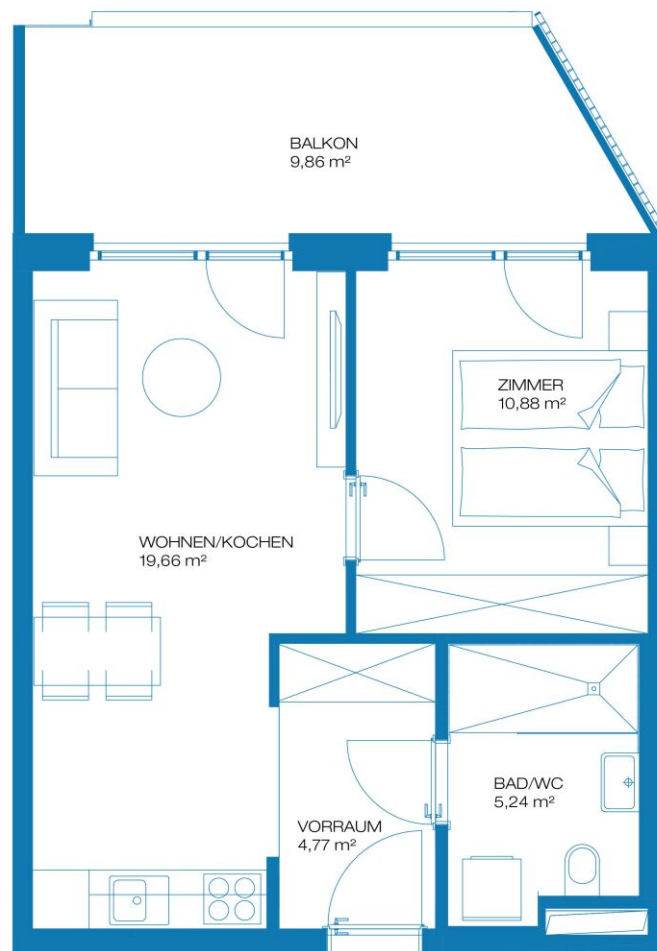 BALKON
9,86 m²
ZIMMER
10,88 m²
WOHNEN/KOCHEN
19,66 m²
BAD/WC
5,24 m²
VORRAUM
4,77 m²